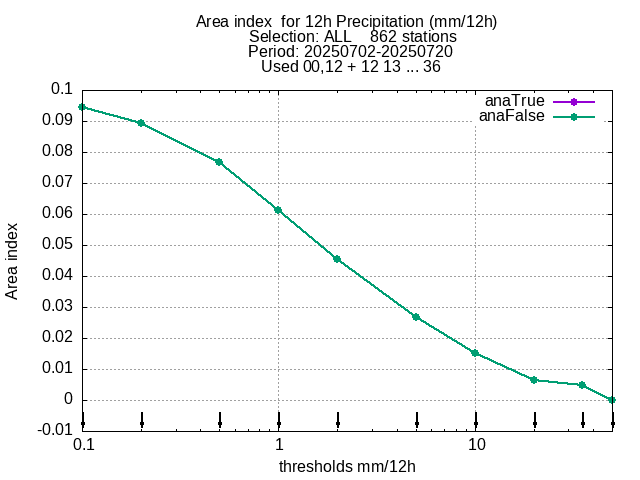 Area index  for 12h Precipitation (mm/12h)
Selection: ALL    862 stations
Period: 20250702-20250720
Used 00,12 + 12 13 ... 36
anaTrue
anaFalse
0.1
0.09
0.08
0.07
0.06
0.05
0.04
0.03
0.02
0.01
0
-0.01
Area index
0.1 1 10
thresholds mm/12h